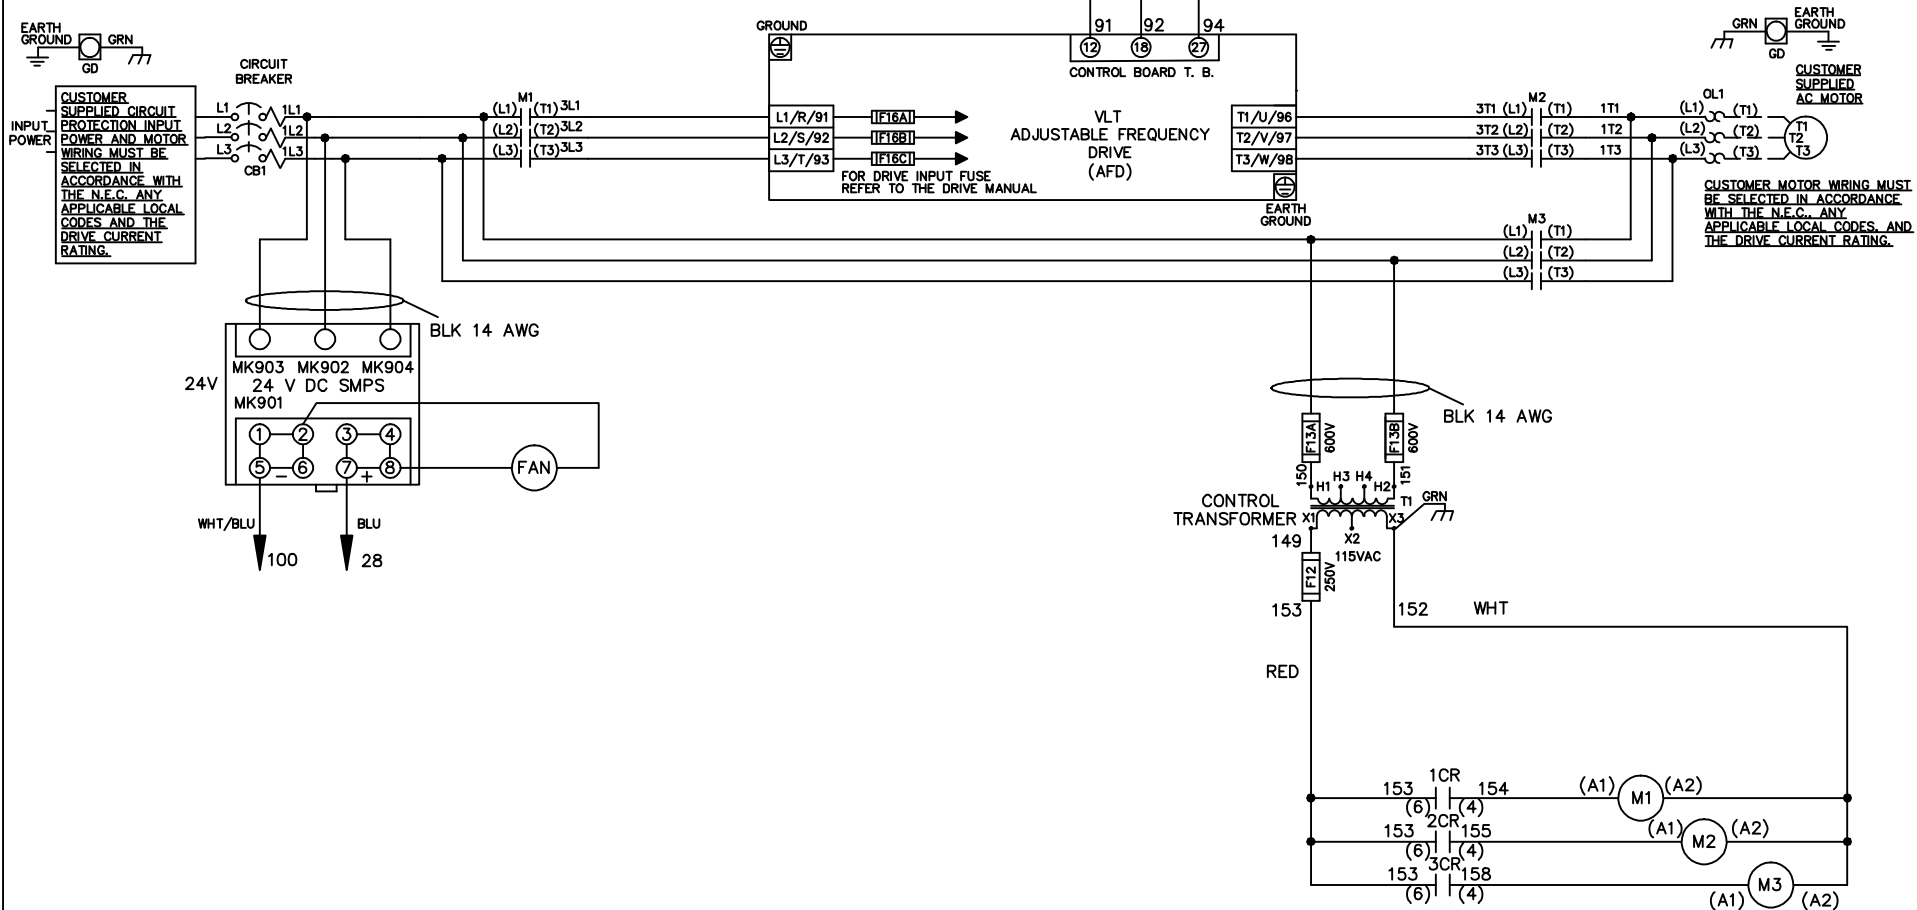 91 92 94
GROUND
12 18 27
CONTROL BOARD T. B.
EARTH
GROUND
GRN
GD
GRN
EARTH
GROUND
GD
CIRCUIT
BREAKER
CUSTOMER
SUPPLIED
AC MOTOR
INPUT
POWER
CUSTOMER
SUPPLIED CIRCUIT
PROTECTION INPUT
POWER AND MOTOR
WIRING MUST BE
SELECTED IN
ACCORDANCE WITH
THE N.E.C. ANY
APPLICABLE LOCAL
CODES AND THE
DRIVE CURRENT
RATING.
L1 1L1
L2 1L2
L3 1L3
CB1
M1
(L1) (T1) 3L1
(L2) (T2) 3L2
(L3) (T3) 3L3
L1/R/91 F16A
L2/S/92 F16B
L3/T/93 F16C
FOR DRIVE INPUT FUSE
REFER TO THE DRIVE MANUAL
VLT
ADJUSTABLE FREQUENCY
DRIVE
(AFD)
T1/U/96
T2/V/97
T3/W/98
EARTH
GROUND
M2
3T1 (L1) (T1) 1T1
3T2 (L2) (T2) 1T2
3T3 (L3) (T3) 1T3
OL1
(L1) (T1)
(L2) (T2)
(L3) (T3)
T1
T2
T3
CUSTOMER MOTOR WIRING MUST
BE SELECTED IN ACCORDANCE
WITH THE N.E.C., ANY
APPLICABLE LOCAL CODES, AND
THE DRIVE CURRENT RATING.
M3
(L1) (T1)
(L2) (T2)
(L3) (T3)
BLK 14 AWG
MK903 MK902 MK904
24V
24 V DC SMPS
MK901
1 2 3 4
5 - 6 7 + 8
FAN
WHT/BLU
BLU
100
28
BLK 14 AWG
F13A 600V
F13B 600V
150
151
H1 H3 H4 H2
T1
GRN
CONTROL
TRANSFORMER
X1 X3
X2
115VAC
149
F12 250V
153
152
WHT
RED
1CR
153 154
(6) (4)
(A1) M1 (A2)
2CR
153 155
(6) (4)
(A1) M2 (A2)
3CR
153 158
(6) (4)
(A1) M3 (A2)